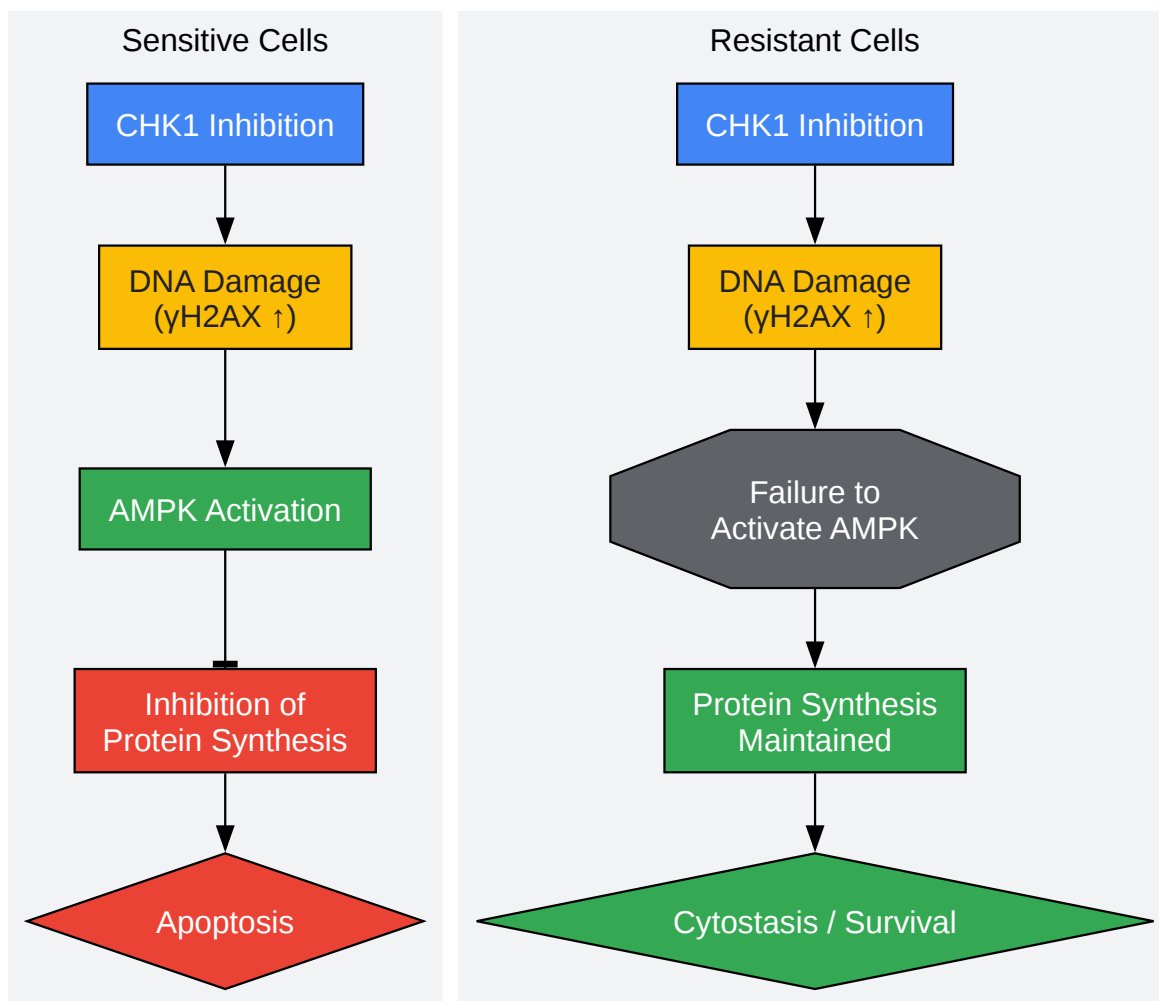 Sensitive Cells
CHK1 Inhibition
DNA Damage
(γH2AX ↑)
AMPK Activation
Inhibition of
Protein Synthesis
Apoptosis
Resistant Cells
CHK1 Inhibition
DNA Damage
(γH2AX ↑)
Failure to
Activate AMPK
Protein Synthesis
Maintained
Cytostasis / Survival